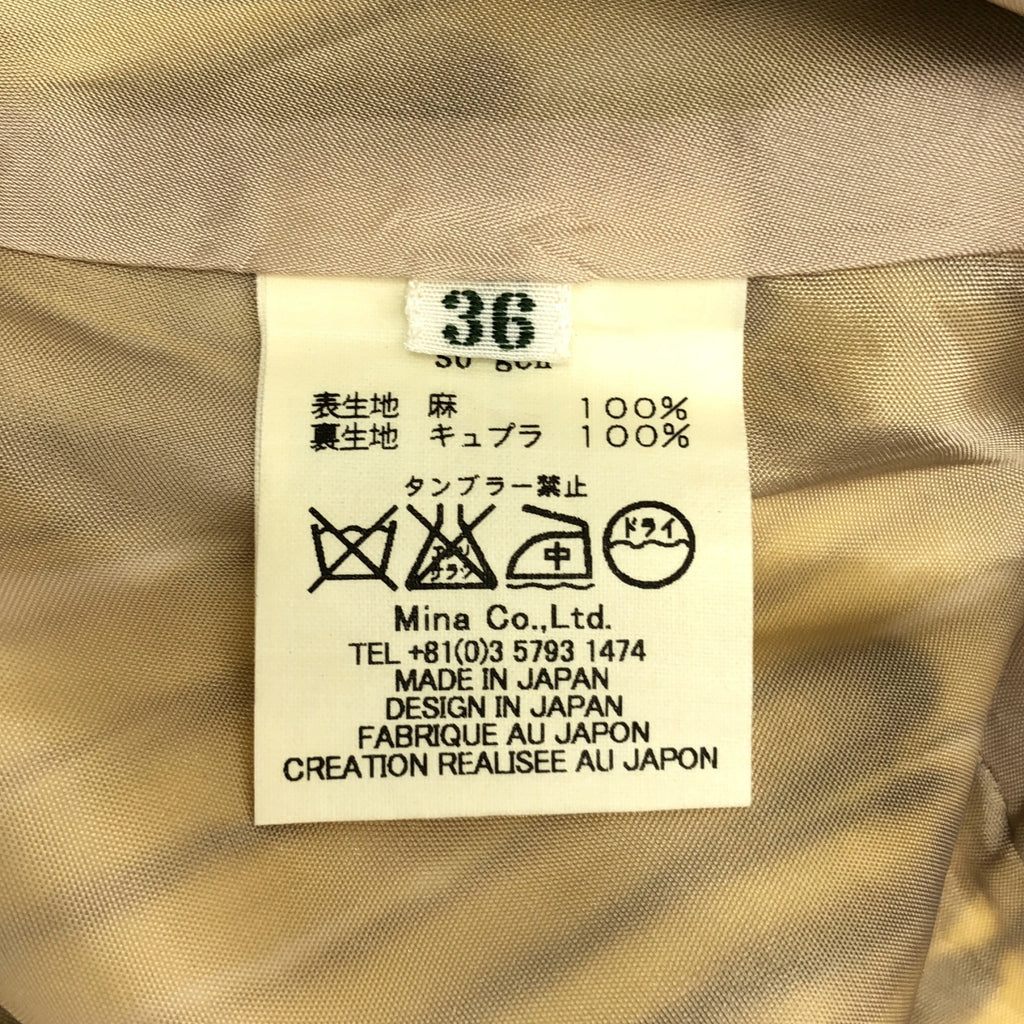 36
so gen
表生地 麻 100%
裏生地 キュプラ 100%
タンブラー禁止
中 ドライ
Mina Co.,Ltd.
TEL +81(0)3 5793 1474
MADE IN JAPAN
DESIGN IN JAPAN
FABRIQUE AU JAPON
CREATION REALISEE AU JAPON